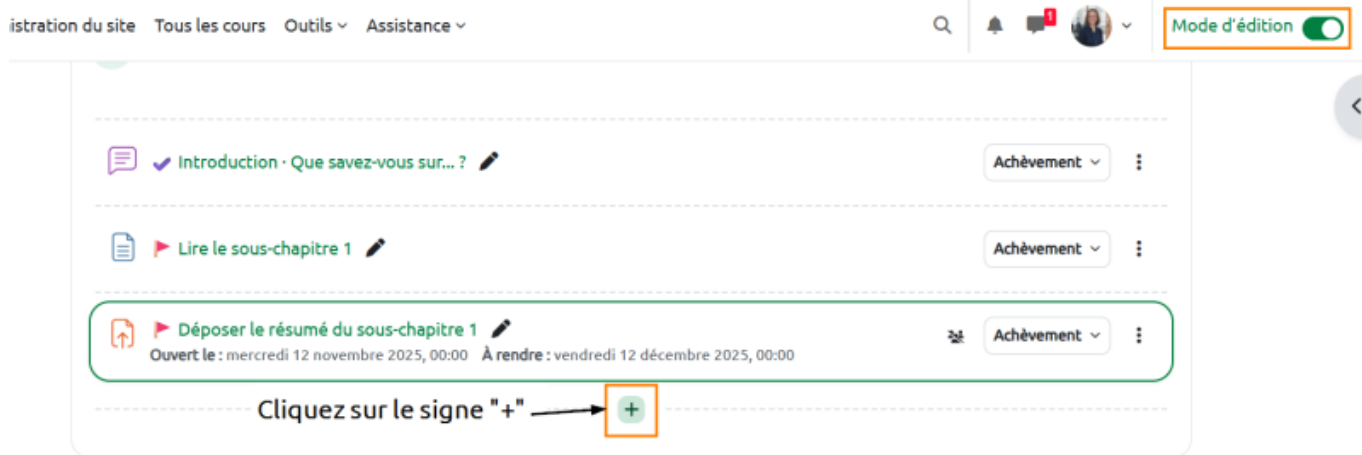 istration du site Tous les cours Outils Assistance 1 Mode d'édition
Introduction · Que savez-vous sur... ? Achèvement
Lire le sous-chapitre 1 Achèvement
Déposer le résumé du sous-chapitre 1 Achèvement
Ouvert le : mercredi 12 novembre 2025, 00:00 À rendre : vendredi 12 décembre 2025, 00:00
Cliquez sur le signe "+" +